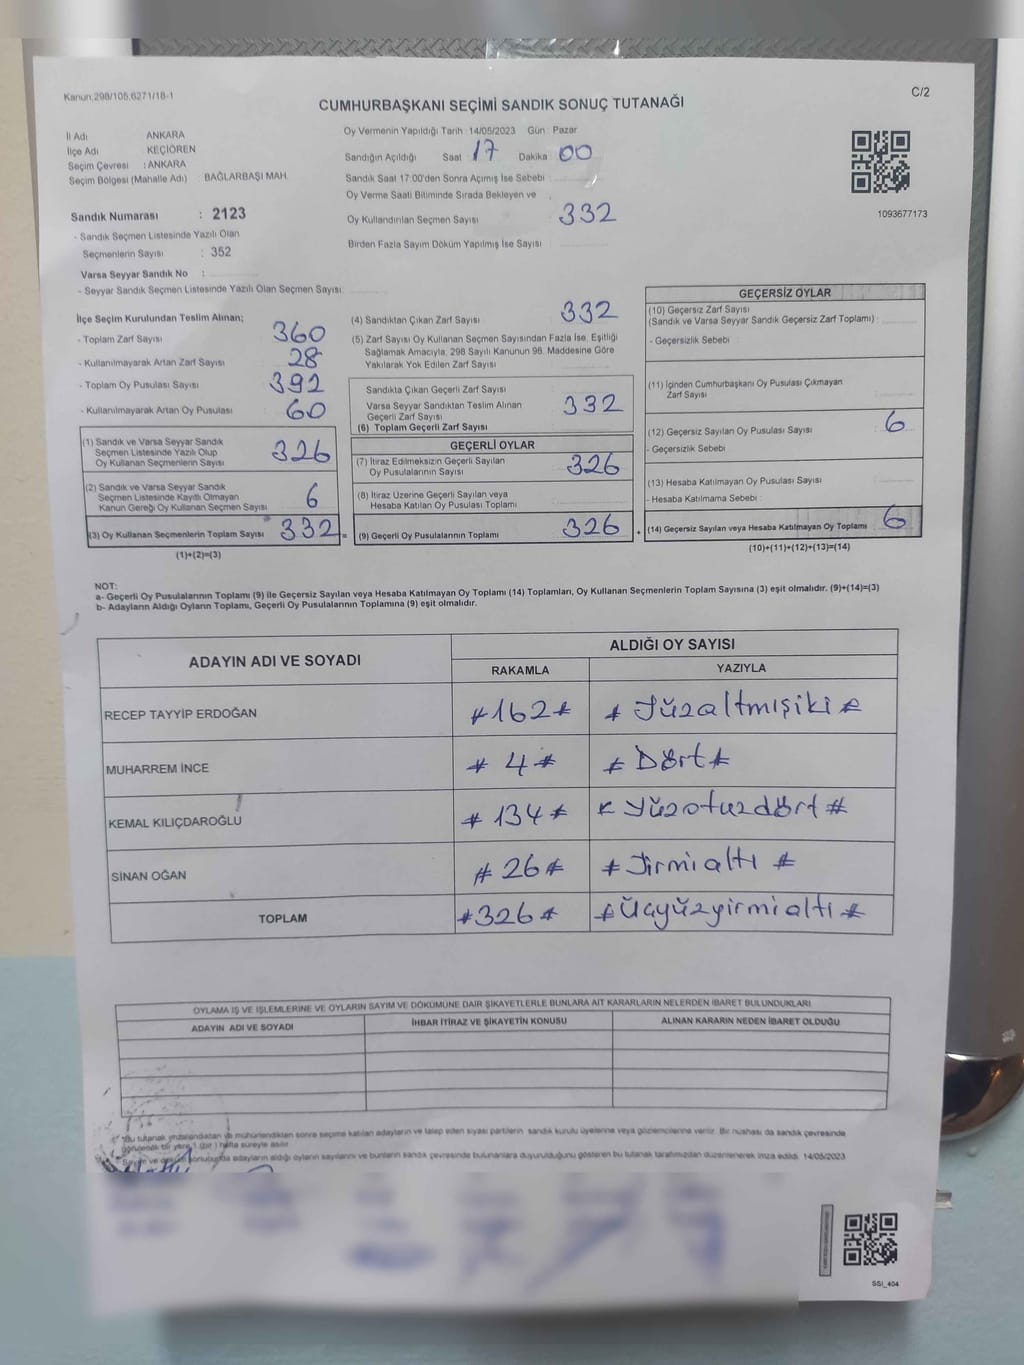 Kanun:298/105,6271/18-1
C/2
CUMHURBAŞKANI SEÇİMİ SANDIK SONUÇ TUTANAĞI
İl Adı ANKARA
İlçe Adı KEÇİÖREN
Seçim Çevresi : ANKARA
Seçim Bölgesi (Mahalle Adı) : BAĞLARBAŞI MAH.
Oy Vermenin Yapıldığı Tarih 14/05/2023 Gün Pazar
Sandığın Açıldığı Saat 17 Dakika 00
Sandık Saat 17:00'den Sonra Açımış İse Sebebi
Oy Verme Saati Bitiminde Sırada Bekleyen ve
Oy Kullandırılan Seçmen Sayısı 332
Birden Fazla Sayım Döküm Yapılmış İse Sayısı
1093677173
Sandık Numarası : 2123
- Sandık Seçmen Listesinde Yazılı Olan
Seçmenlerin Sayısı : 352
Varsa Seyyar Sandık No :
- Seyyar Sandık Seçmen Listesinde Yazılı Olan Seçmen Sayısı:
İlçe Seçim Kurulundan Teslim Alınan;
- Toplam Zarf Sayısı 360
- Kullanılmayarak Artan Zarf Sayısı 28
- Toplam Oy Pusulası Sayısı 392
- Kullanılmayarak Artan Oy Pusulası 60
(1) Sandık ve Varsa Seyyar Sandık
Seçmen Listesinde Yazılı Olup
Oy Kullanan Seçmenlerin Sayısı 326
(2) Sandık ve Varsa Seyyar Sandık
Seçmen Listesinde Kayıtlı Olmayan
Kanun Gereği Oy Kullanan Seçmen Sayısı 6
(3) Oy Kullanan Seçmenlerin Toplam Sayısı 332 =
(1)+(2)=(3)
(4) Sandıktan Çıkan Zarf Sayısı 332
(5) Zarf Sayısı Oy Kullanan Seçmen Sayısından Fazla İse, Eşitliği
Sağlamak Amacıyla, 298 Sayılı Kanunun 98. Maddesine Göre
Yakılarak Yok Edilen Zarf Sayısı
Sandıkta Çıkan Geçerli Zarf Sayısı
Varsa Seyyar Sandıktan Teslim Alınan
Geçerli Zarf Sayısı 332
(6) Toplam Geçerli Zarf Sayısı
GEÇERLİ OYLAR
(7) İtiraz Edilmeksizin Geçerli Sayılan
Oy Pusulalarının Sayısı 326
(8) İtiraz Üzerine Geçerli Sayılan veya
Hesaba Katılan Oy Pusulası Toplamı
(9) Geçerli Oy Pusulalarının Toplamı 326 +
GEÇERSİZ OYLAR
(10) Geçersiz Zarf Sayısı
(Sandık ve Varsa Seyyar Sandık Geçersiz Zarf Toplamı) :
- Geçersizlik Sebebi :
(11) İçinden Cumhurbaşkanı Oy Pusulası Çıkmayan
Zarf Sayısı
(12) Geçersiz Sayılan Oy Pusulası Sayısı : 6
- Geçersizlik Sebebi
(13) Hesaba Katılmayan Oy Pusulası Sayısı
- Hesaba Katılmama Sebebi :
(14) Geçersiz Sayılan veya Hesaba Katılmayan Oy Toplamı 6
(10)+(11)+(12)+(13)=(14)
NOT:
a- Geçerli Oy Pusulalarının Toplamı (9) ile Geçersiz Sayılan veya Hesaba Katılmayan Oy Toplamı (14) Toplamları, Oy Kullanan Seçmenlerin Toplam Sayısına (3) eşit olmalıdır. (9)+(14)=(3)
b- Adayların Aldığı Oyların Toplamı, Geçerli Oy Pusulalarının Toplamına (9) eşit olmalıdır.
ADAYIN ADI VE SOYADI ALDIĞI OY SAYISI
RAKAMLA YAZIYLA
RECEP TAYYİP ERDOĞAN #162# # Yüzaltmışiki #
MUHARREM İNCE # 4 # # Dört #
KEMAL KILIÇDAROĞLU # 134 # # Yüzotuzdört #
SİNAN OĞAN # 26 # # Yirmialtı #
TOPLAM #326# # Üçyüzyirmialtı #
OYLAMA İŞ VE İŞLEMLERİNE VE OYLARIN SAYIM VE DÖKÜMÜNE DAİR ŞİKAYETLERLE BUNLARA AİT KARARLARIN NELERDEN İBARET BULUNDUKLARI
ADAYIN ADI VE SOYADI İHBAR İTİRAZ VE ŞİKAYETİN KONUSU ALINAN KARARIN NEDEN İBARET OLDUĞU
"Bu tutanak imzalandıktan ve mühürlendikten sonra seçime katılan adayların ve talep eden siyasi partilerin sandık kurulu üyelerine veya gözlemcilerine verilir. Bir nüshası da sandık çevresinde
görülecek bir yere 1 (bir) hafta süreyle asılır.
Sayım ve döküm sonucunda adayların aldığı oyların sayılarını ve bunların sandık çevresinde bulunanlara duyurulduğunu gösteren bu tutanak tarafımızdan düzenlenerek imza edildi. 14/05/2023
SSI_404